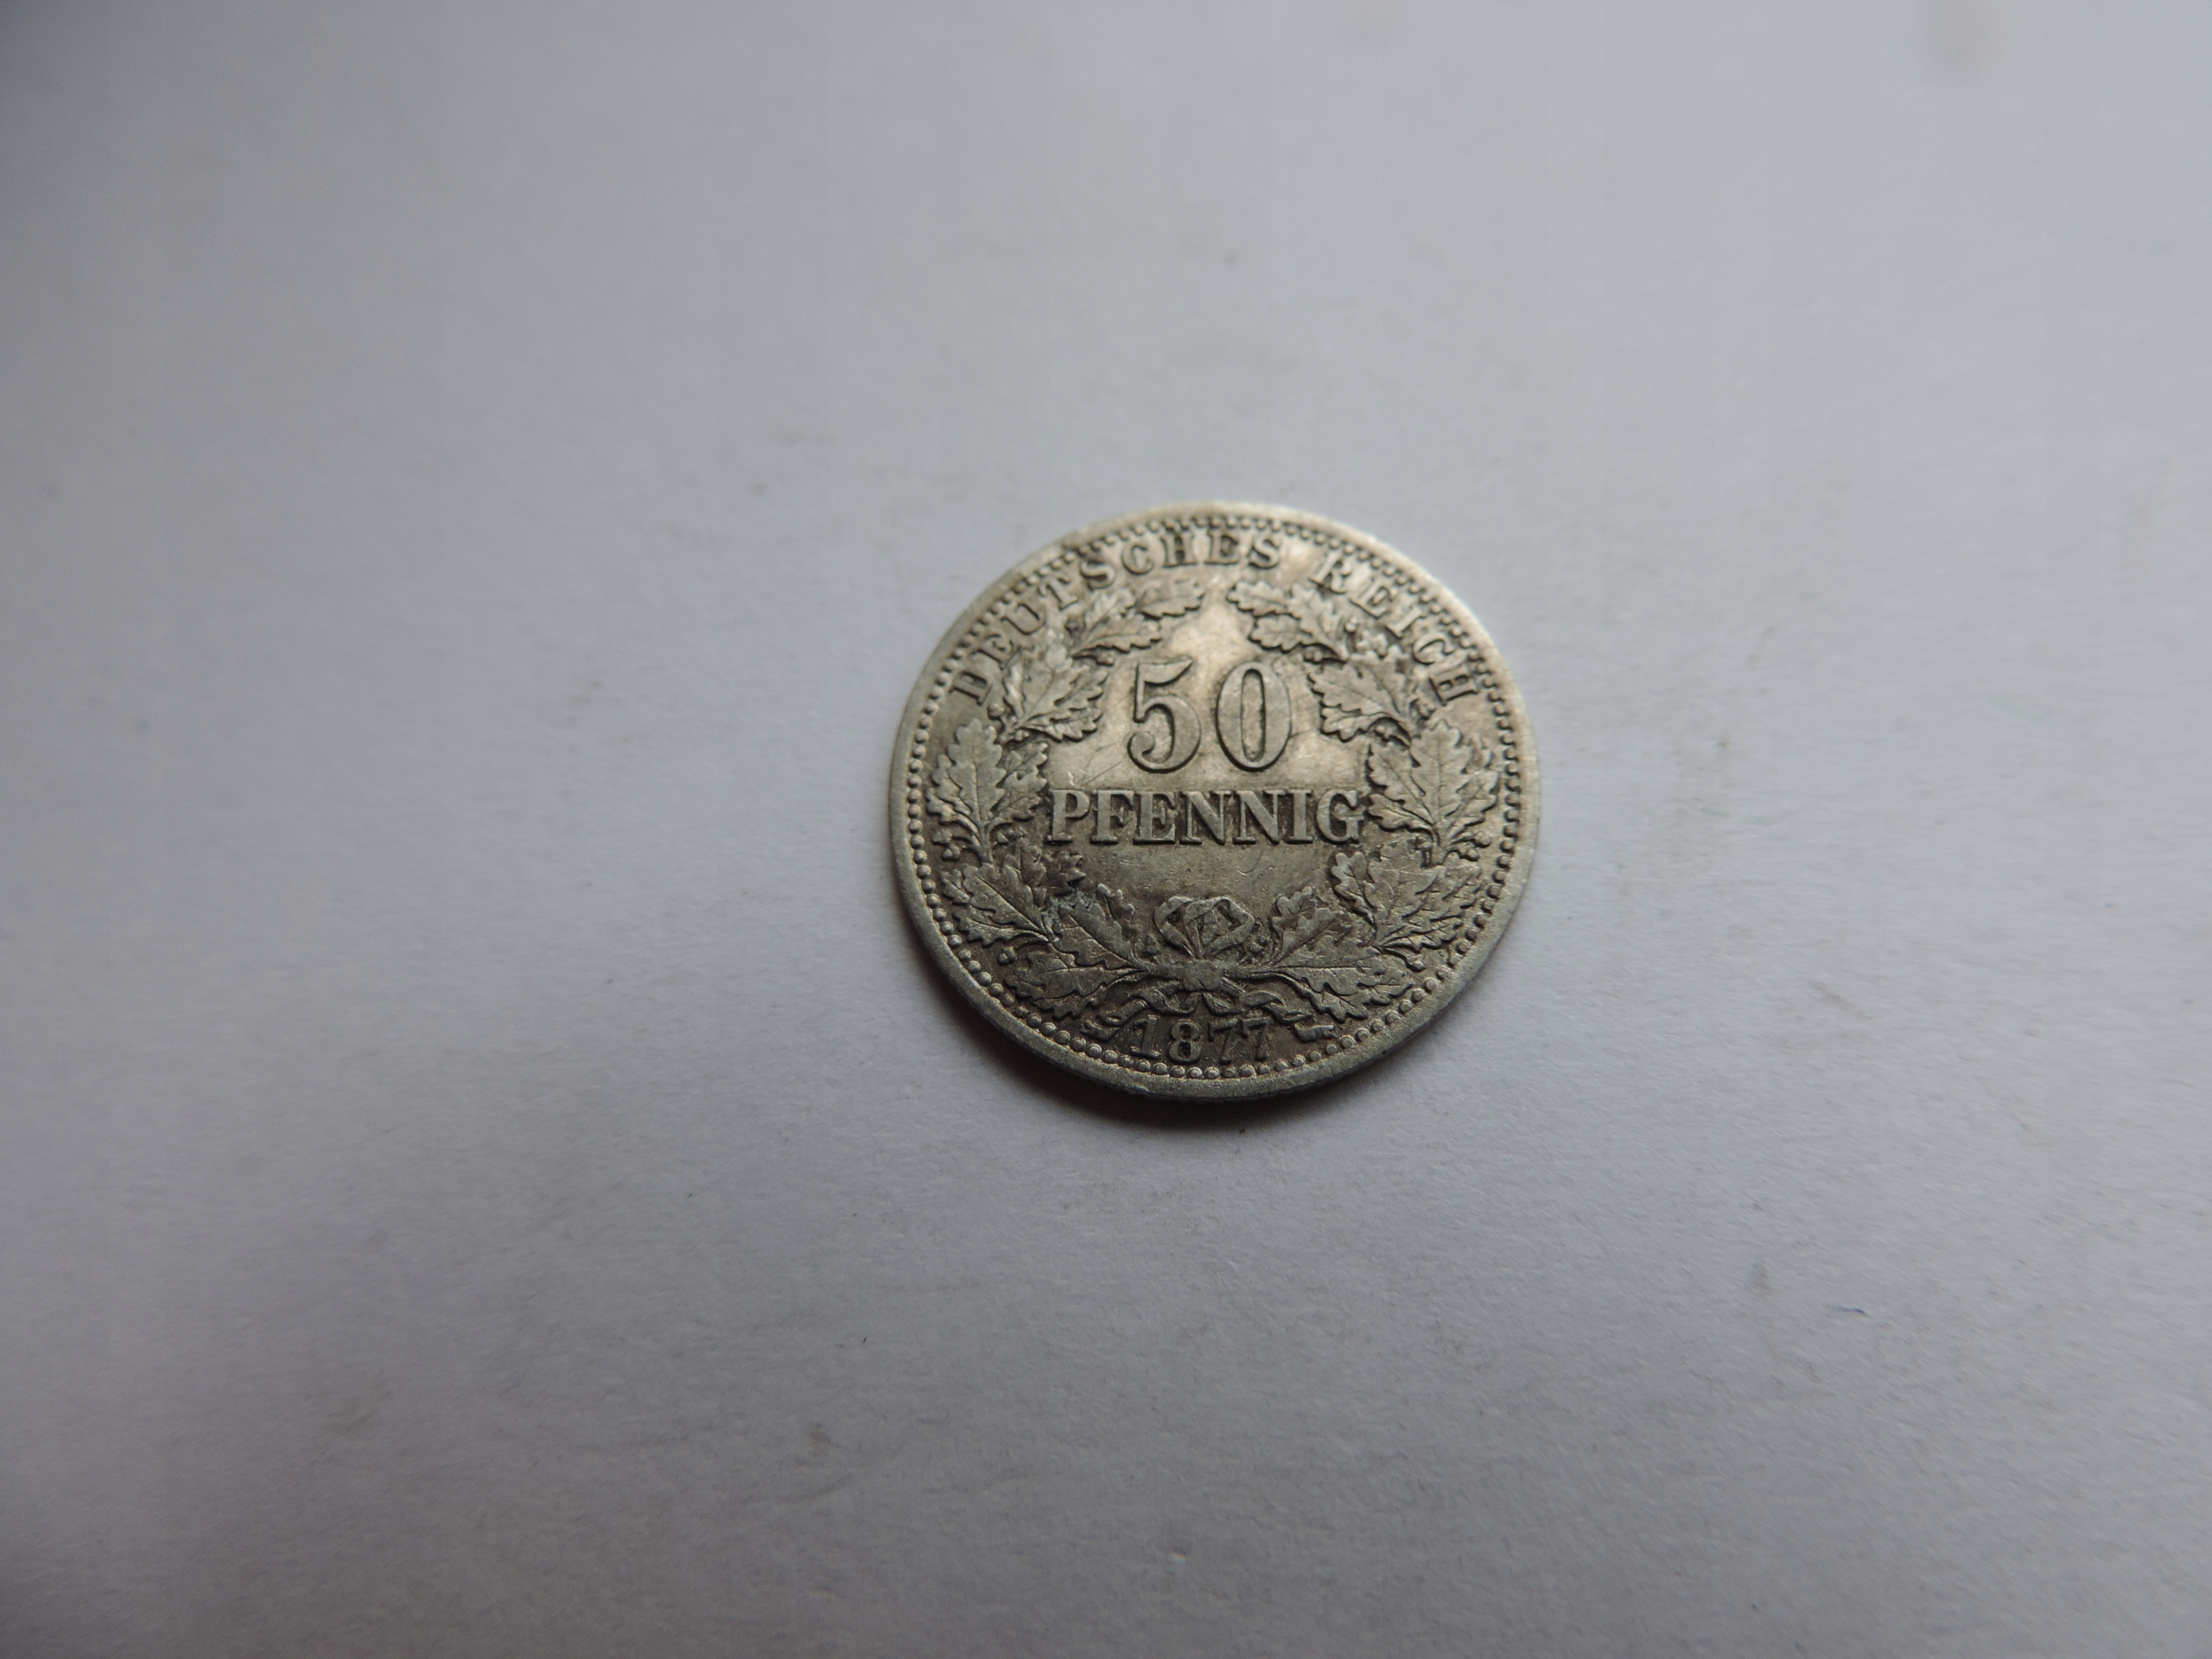 DEUTSCHES REICH
50
PFENNIG
1877